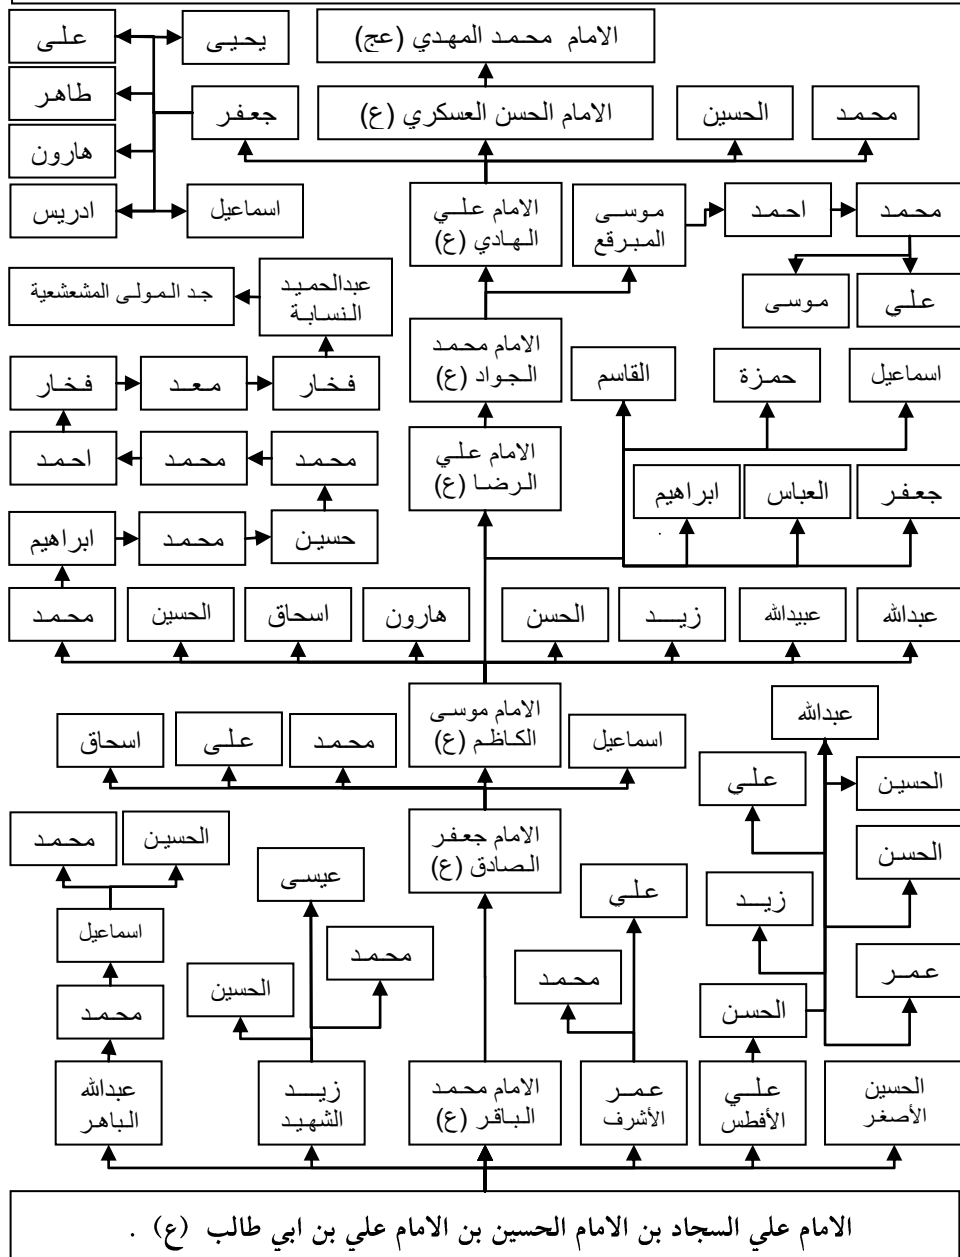 الامام محمد المهدي (عج)
يحيى
على
طاهر
محمد
الحسين
الامام الحسن العسكري (ع)
جعفر
هارون
ادريس
اسماعيل
الامام علي
الهادي (ع)
موسى
المبرقع
احمد
محمد
موسى
علي
عبدالحميد
النسابة
جد المولى المشعشعية
الامام محمد
الجواد (ع)
القاسم
حمزة
اسماعيل
فخار
معد
فخار
الامام علي
الرضا (ع)
محمد
محمد
احمد
ابراهيم
العباس
جعفر
ابراهيم
محمد
حسين
عبدالله
عبيدالله
زيد
الحسن
هارون
اسحاق
الحسين
محمد
الامام موسى
الكاظم (ع)
اسماعيل
محمد
على
اسحاق
عبدالله
الحسين
علي
الحسن
زيد
عمر
الحسن
الامام جعفر
الصادق (ع)
علي
محمد
عيسى
محمد
الحسين
الحسين
محمد
اسماعيل
محمد
الحسين
الأصغر
علي
الأفطس
عمر
الأشرف
الامام محمد
الباقر (ع)
زيد
الشهيد
عبدالله
الباهر
الامام علي السجاد بن الامام الحسين بن الامام علي بن ابي طالب (ع) .